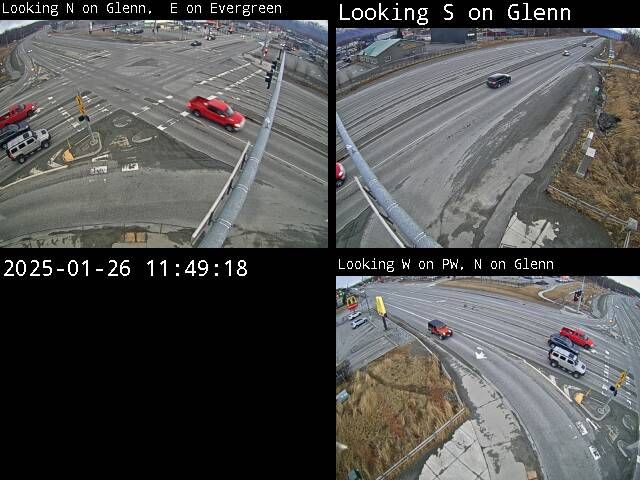 Looking N on Glenn,  E on Evergreen
Looking S on Glenn
2025-01-26 11:49:18
Looking W on PW, N on Glenn